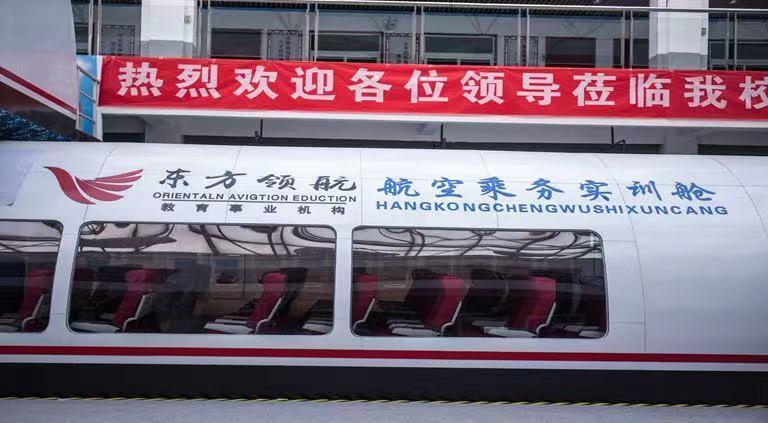 热烈欢迎各位领导莅临我校
东方领航
ORIENTALN AVIGTION EDUCTION
教育事业机构
航空乘务实训舱
HANGKONGCHENGWUSHIXUNCANG